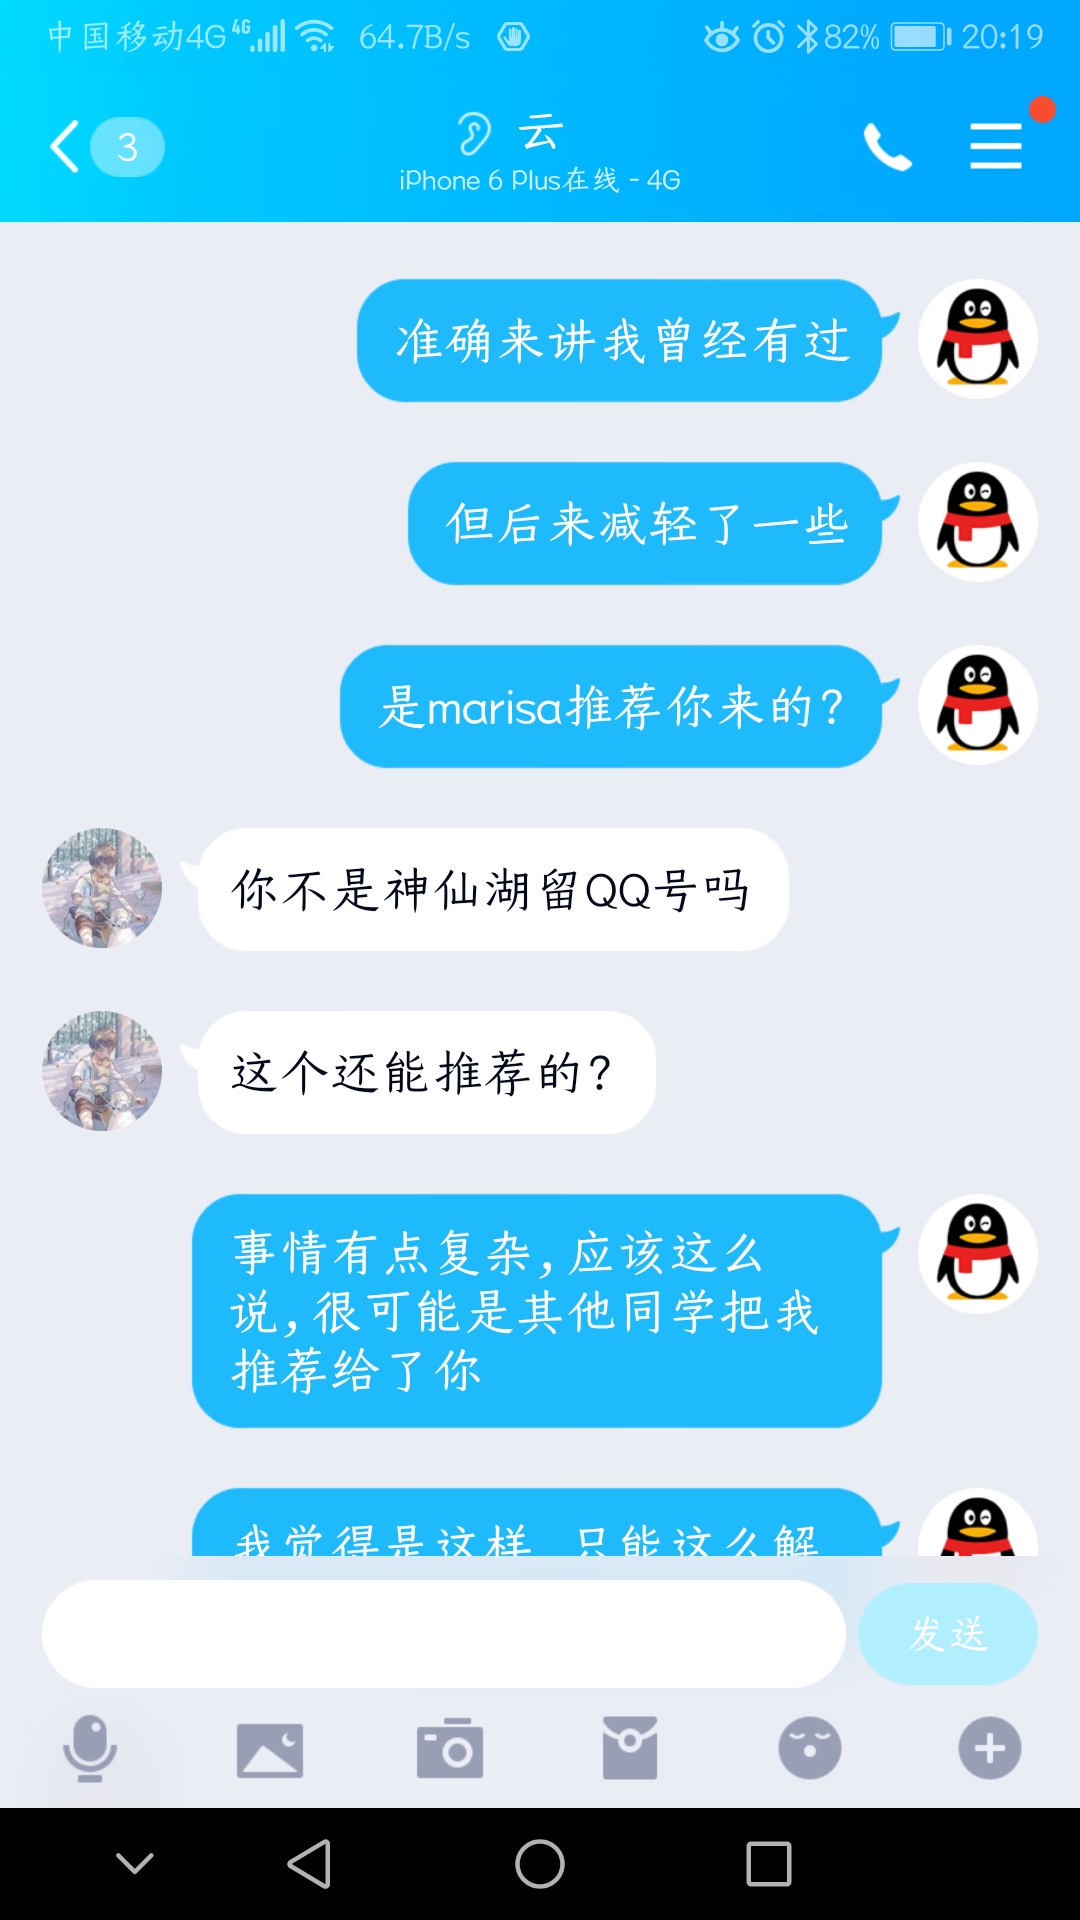 中国移动4G 4G 64.7B/s 82% 20:19
3
云
iPhone 6 Plus在线 - 4G
准确来讲我曾经有过
但后来减轻了一些
是marisa推荐你来的?
你不是神仙湖留QQ号吗
这个还能推荐的?
事情有点复杂,应该这么
说,很可能是其他同学把我
推荐给了你
我觉得是这样 只能这么解
发送